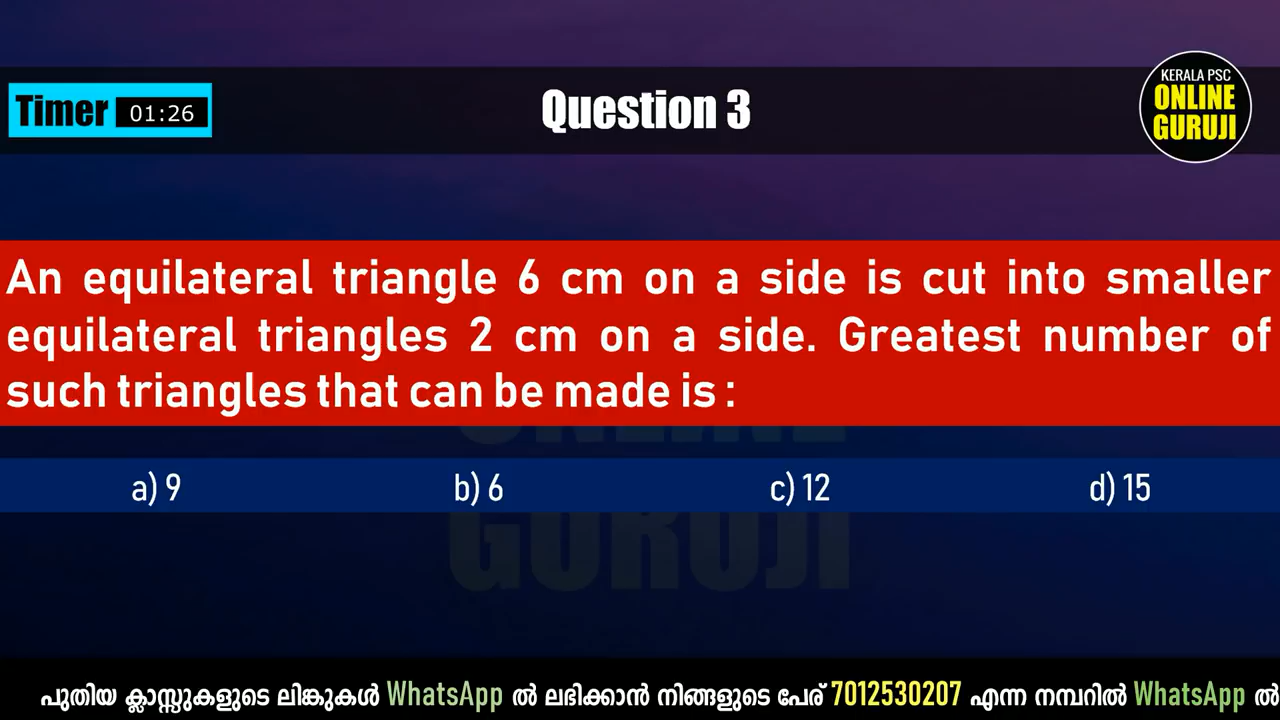 Timer 01:26
Question 3
KERALA PSC
ONLINE
GURUJI
An equilateral triangle 6 cm on a side is cut into smaller
equilateral triangles 2 cm on a side. Greatest number of
such triangles that can be made is :
a) 9 b) 6 c) 12 d) 15
ONLINE
GURUJI
പുതിയ ക്ലാസ്സുകളുടെ ലിങ്കുകൾ WhatsApp ൽ ലഭിക്കാൻ നിങ്ങളുടെ പേര് 7012530207 എന്ന നമ്പറിൽ WhatsApp ൽ